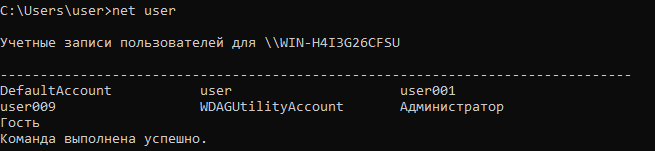 C:\Users\user>net user
Учетные записи пользователей для \\WIN-H4I3G26CFSU
-------------------------------------------------------------------------------
DefaultAccount           user                     user001
user009                  WDAGUtilityAccount       Администратор
Гость
Команда выполнена успешно.